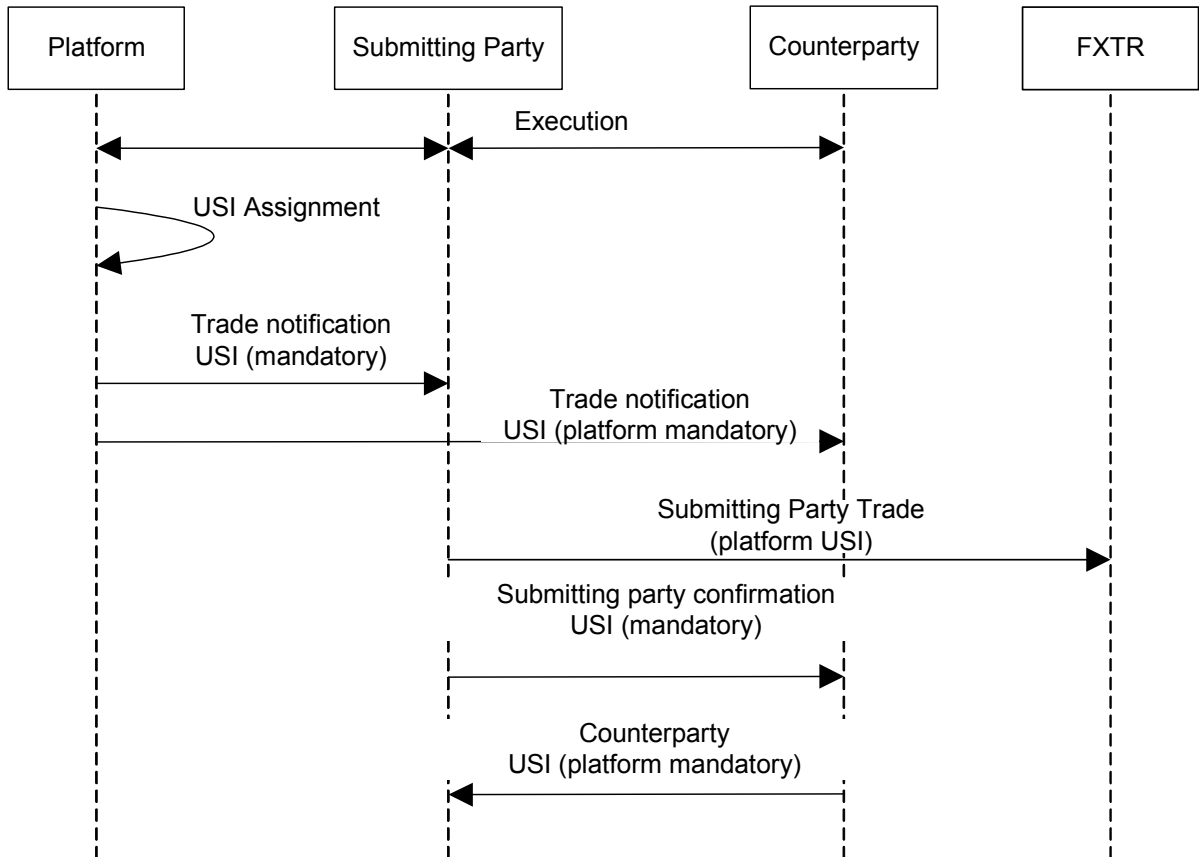 Platform
Submitting Party
Counterparty
FXTR
Execution
USI Assignment
Trade notification
USI (mandatory)
Trade notification
USI (platform mandatory)
Submitting Party Trade
(platform USI)
Submitting party confirmation
USI (mandatory)
Counterparty
USI (platform mandatory)